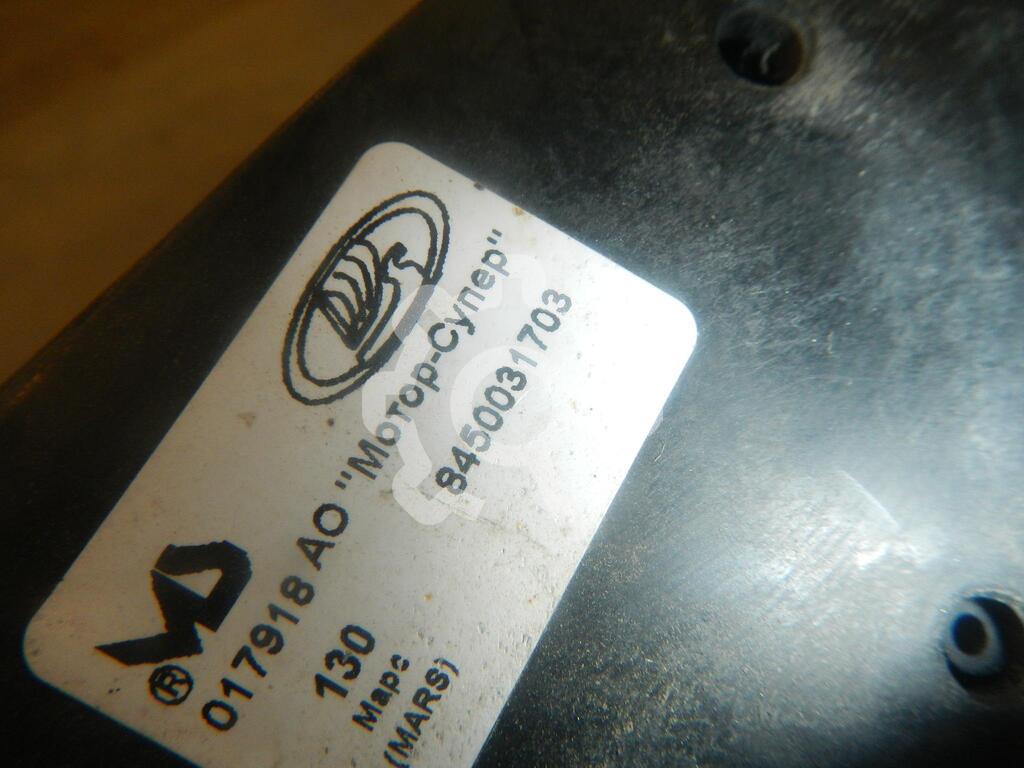 ®
017918 АО "Мотор-Супер"
8450031703
130
Марс
(MARS)